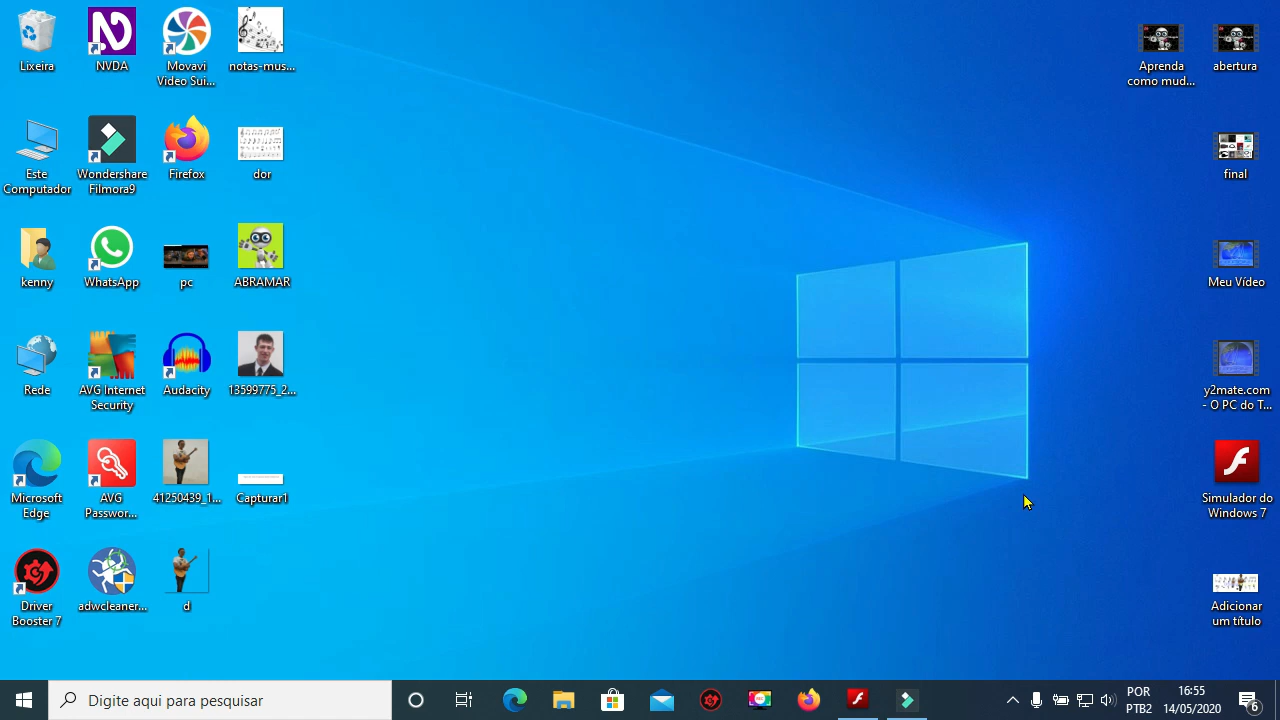 Lixeira
NVDA
Movavi
Video Sui...
notas-mus...
Aprenda
como mud...
abertura
Este
Computador
Wondershare
Filmora9
Firefox
dor
final
kenny
WhatsApp
pc
ABRAMAR
Meu Vídeo
Rede
AVG Internet
Security
Audacity
13599775_2...
y2mate.com
- O PC do T...
Microsoft
Edge
AVG
Passwor...
41250439_1...
Capturar1
Simulador do
Windows 7
Driver
Booster 7
adwcleaner...
d
Adicionar
um título
Digite aqui para pesquisar
POR
PTB2
16:55
14/05/2020
6